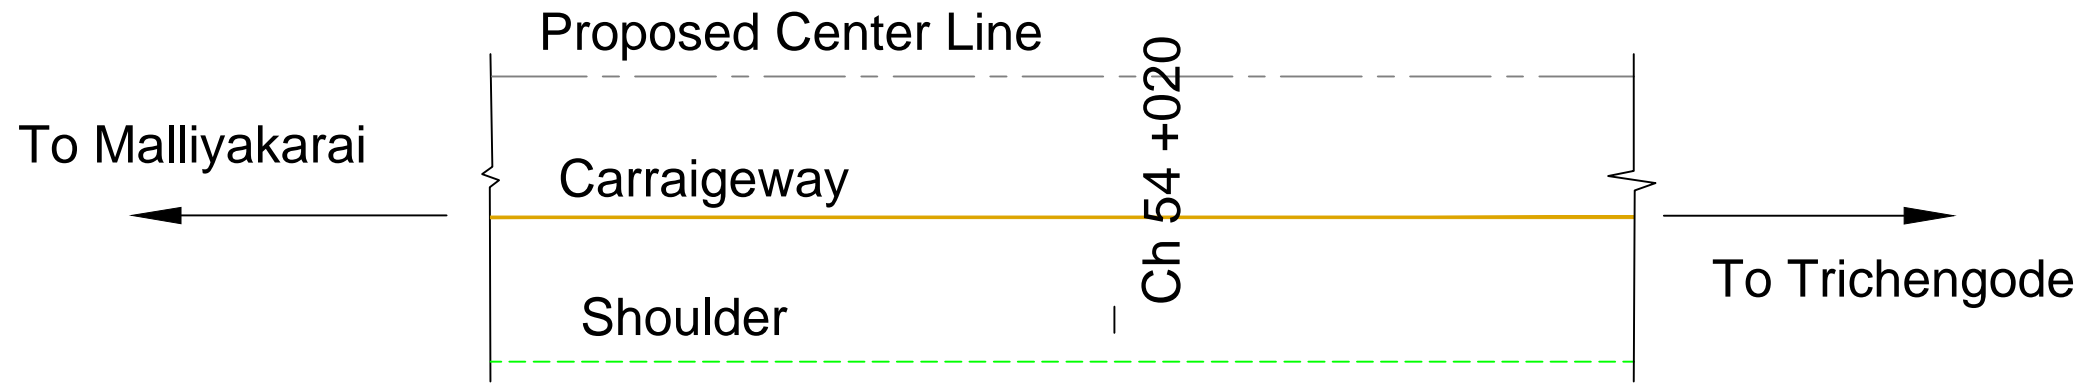 Proposed Center Line
To Malliyakarai
Carraigeway
Ch 54 +020
To Trichengode
Shoulder